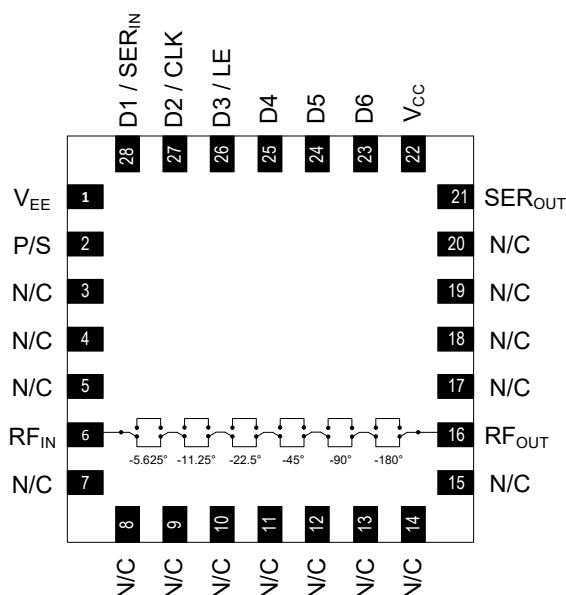 D1 / SERIN
D2 / CLK
D3 / LE
D4
D5
D6
VCC
28
27
26
25
24
23
22
VEE 1
21 SEROUT
P/S 2
20 N/C
N/C 3
19 N/C
N/C 4
18 N/C
N/C 5
17 N/C
RFIN 6
16 RFOUT
-5.625° -11.25° -22.5° -45° -90° -180°
N/C 7
15 N/C
8
9
10
11
12
13
14
N/C
N/C
N/C
N/C
N/C
N/C
N/C